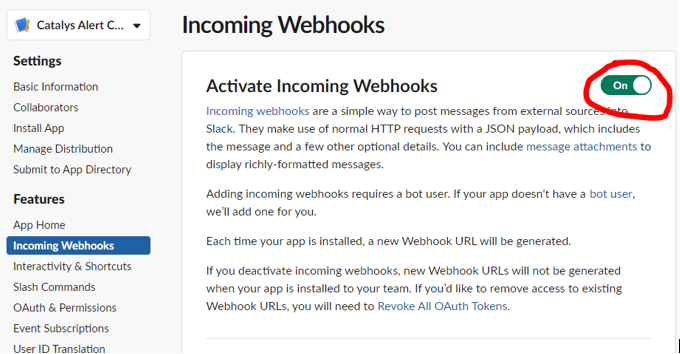 Catalys Alert C...
Settings
Basic Information
Collaborators
Install App
Manage Distribution
Submit to App Directory
Features
App Home
Incoming Webhooks
Interactivity & Shortcuts
Slash Commands
OAuth & Permissions
Event Subscriptions
User ID Translation
Incoming Webhooks
Activate Incoming Webhooks
On
Incoming webhooks are a simple way to post messages from external sources into
Slack. They make use of normal HTTP requests with a JSON payload, which includes
the message and a few other optional details. You can include message attachments to
display richly-formatted messages.
Adding incoming webhooks requires a bot user. If your app doesn't have a bot user,
we'll add one for you.
Each time your app is installed, a new Webhook URL will be generated.
If you deactivate incoming webhooks, new Webhook URLs will not be generated
when your app is installed to your team. If you'd like to remove access to existing
Webhook URLs, you will need to Revoke All OAuth Tokens.